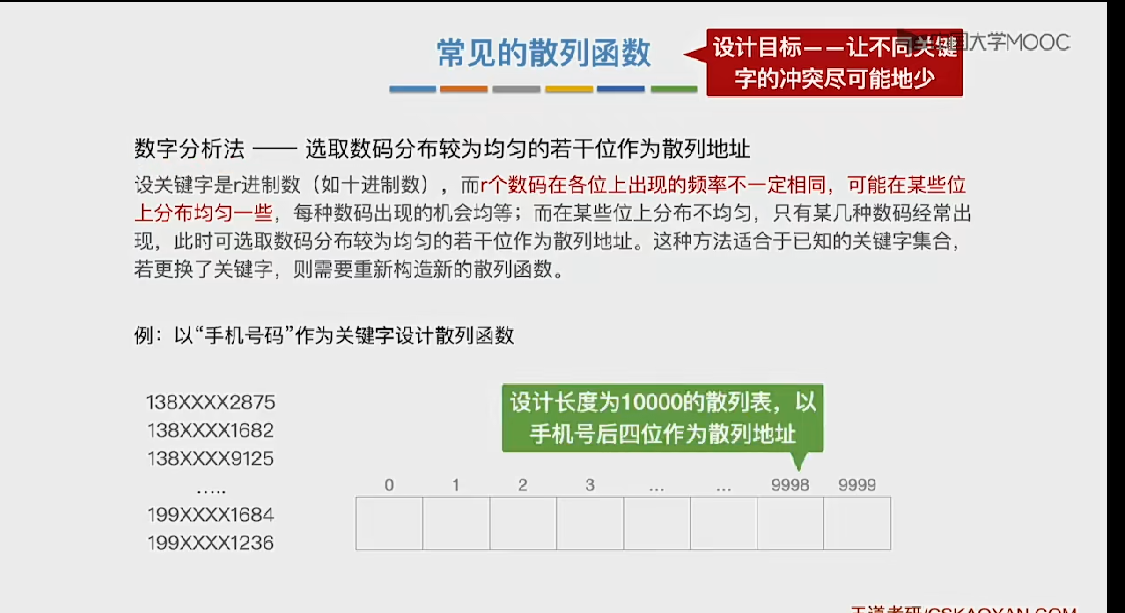 常见的散列函数
设计目标——让不同关键
字的冲突尽可能地少
中国大学MOOC
数字分析法 —— 选取数码分布较为均匀的若干位作为散列地址
设关键字是r进制数（如十进制数），而r个数码在各位上出现的频率不一定相同，可能在某些位
上分布均匀一些，每种数码出现的机会均等；而在某些位上分布不均匀，只有某几种数码经常出
现，此时可选取数码分布较为均匀的若干位作为散列地址。这种方法适合于已知的关键字集合，
若更换了关键字，则需要重新构造新的散列函数。
例：以“手机号码”作为关键字设计散列函数
138XXXX2875
138XXXX1682
138XXXX9125
.....
199XXXX1684
199XXXX1236
设计长度为10000的散列表，以
手机号后四位作为散列地址
0 1 2 3 ... ... 9998 9999
王道考研/CSKAOYAN.COM